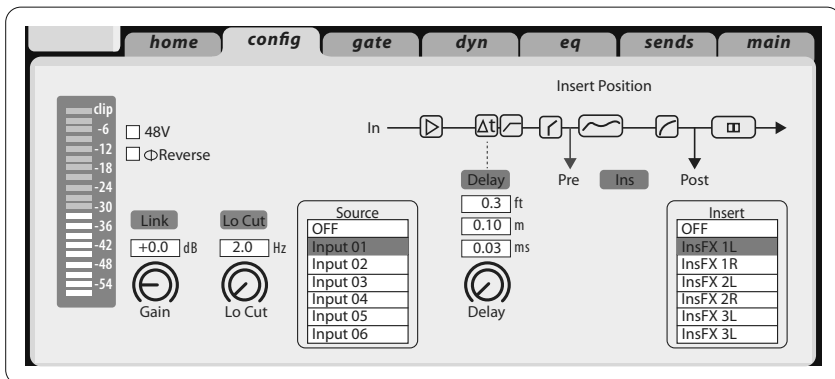 home config gate dyn eq sends main
Insert Position
clip
-6
-12
-18
-24
-30
-36
-42
-48
-54
48V
ΦReverse
In
Δt
Delay
Pre
Ins
Post
0.3 ft
0.10 m
0.03 ms
Delay
Link
+0.0 dB
Gain
Lo Cut
2.0 Hz
Lo Cut
Source
OFF
Input 01
Input 02
Input 03
Input 04
Input 05
Input 06
Insert
OFF
InsFX 1L
InsFX 1R
InsFX 2L
InsFX 2R
InsFX 3L
InsFX 3L